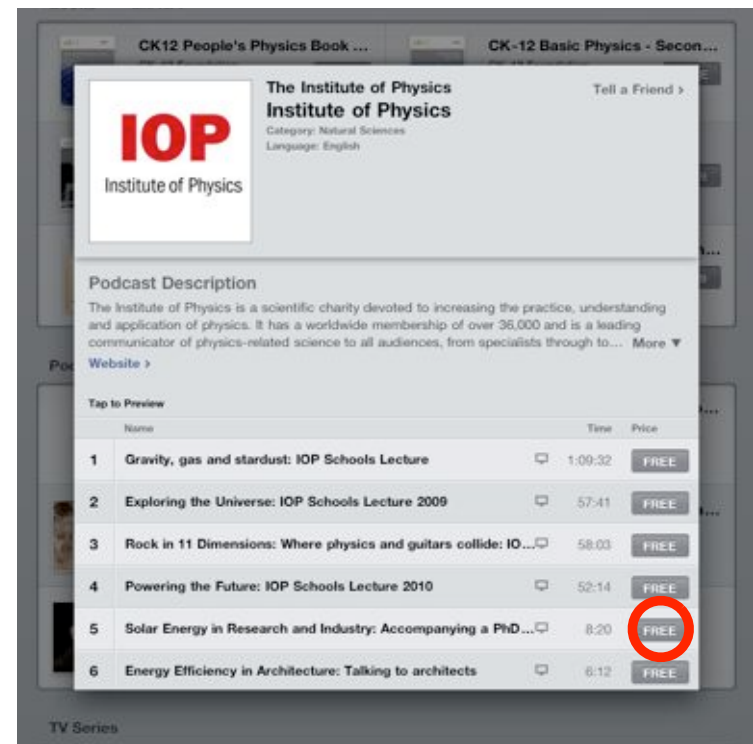 CK12 People's Physics Book ...
CK-12 Basic Physics - Secon...
The Institute of Physics
Tell a Friend >
Institute of Physics
Category: Natural Sciences
Language: English
IOP
Institute of Physics
Podcast Description
The Institute of Physics is a scientific charity devoted to increasing the practice, understanding
and application of physics. It has a worldwide membership of over 36,000 and is a leading
communicator of physics-related science to all audiences, from specialists through to... More ▼
Website >
Tap to Preview
Name Time Price
1 Gravity, gas and stardust: IOP Schools Lecture 1:09:32 FREE
2 Exploring the Universe: IOP Schools Lecture 2009 57:41 FREE
3 Rock in 11 Dimensions: Where physics and guitars collide: IO... 58:03 FREE
4 Powering the Future: IOP Schools Lecture 2010 52:14 FREE
5 Solar Energy in Research and Industry: Accompanying a PhD... 8:20 FREE
6 Energy Efficiency in Architecture: Talking to architects 6:12 FREE
TV Series